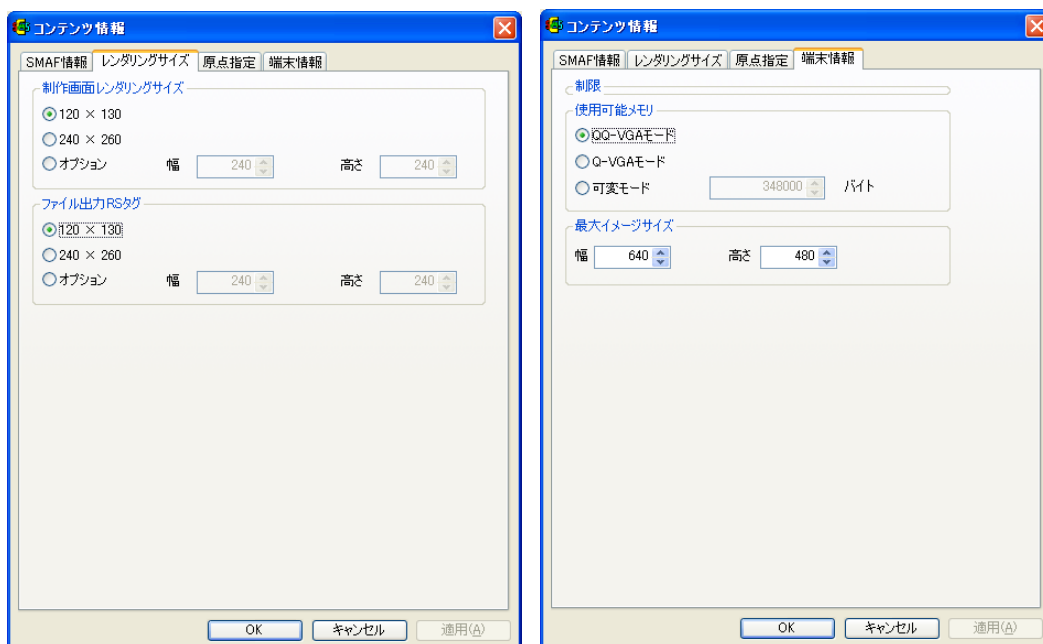 コンテンツ情報
SMAF情報 レンダリングサイズ 原点指定 端末情報
制作画面レンダリングサイズ
120 × 130
240 × 260
オプション 幅 240 高さ 240
ファイル出力RSタグ
120 × 130
240 × 260
オプション 幅 240 高さ 240
OK キャンセル 適用(A)
コンテンツ情報
SMAF情報 レンダリングサイズ 原点指定 端末情報
制限
使用可能メモリ
QQ-VGAモード
Q-VGAモード
可変モード 348000 バイト
最大イメージサイズ
幅 640 高さ 480
OK キャンセル 適用(A)